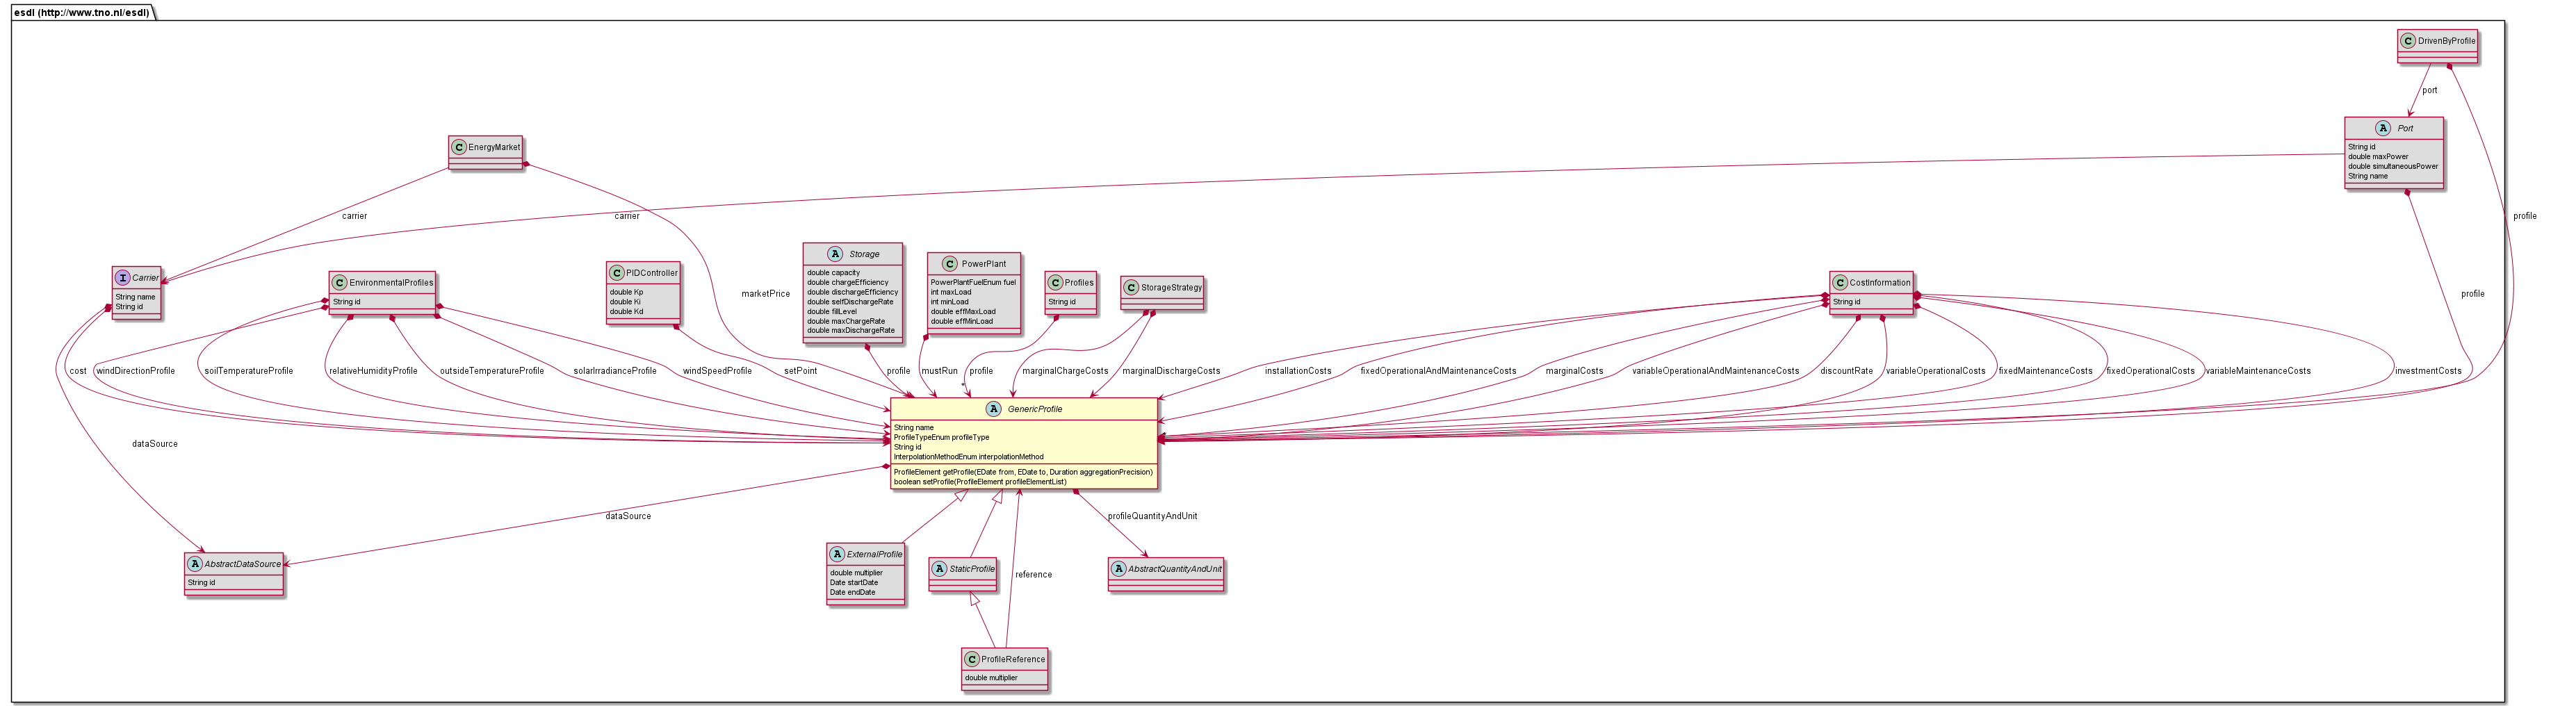 esdl (http://www.tno.nl/esdl)
C DrivenByProfile
port
A Port
String id
double maxPower
double simultaneousPower
String name
C EnergyMarket
carrier
carrier
profile
I Carrier
String name
String id
C EnvironmentalProfiles
String id
C PIDController
double Kp
double Ki
double Kd
A Storage
double capacity
double chargeEfficiency
double dischargeEfficiency
double selfDischargeRate
double fillLevel
double maxChargeRate
double maxDischargeRate
C PowerPlant
PowerPlantFuelEnum fuel
int maxLoad
int minLoad
double effMaxLoad
double effMinLoad
C Profiles
String id
C StorageStrategy
C CostInformation
String id
marketPrice
profile
cost
windDirectionProfile
soilTemperatureProfile
relativeHumidityProfile
outsideTemperatureProfile
solarIrradianceProfile
windSpeedProfile
setPoint
profile
mustRun
profile
*
marginalChargeCosts
marginalDischargeCosts
installationCosts
fixedOperationalAndMaintenanceCosts
marginalCosts
variableOperationalAndMaintenanceCosts
discountRate
variableOperationalCosts
fixedMaintenanceCosts
fixedOperationalCosts
variableMaintenanceCosts
investmentCosts
A GenericProfile
String name
ProfileTypeEnum profileType
String id
InterpolationMethodEnum interpolationMethod
ProfileElement getProfile(EDate from, EDate to, Duration aggregationPrecision)
boolean setProfile(ProfileElement profileElementList)
dataSource
dataSource
profileQuantityAndUnit
A AbstractDataSource
String id
A ExternalProfile
double multiplier
Date startDate
Date endDate
A StaticProfile
reference
A AbstractQuantityAndUnit
C ProfileReference
double multiplier